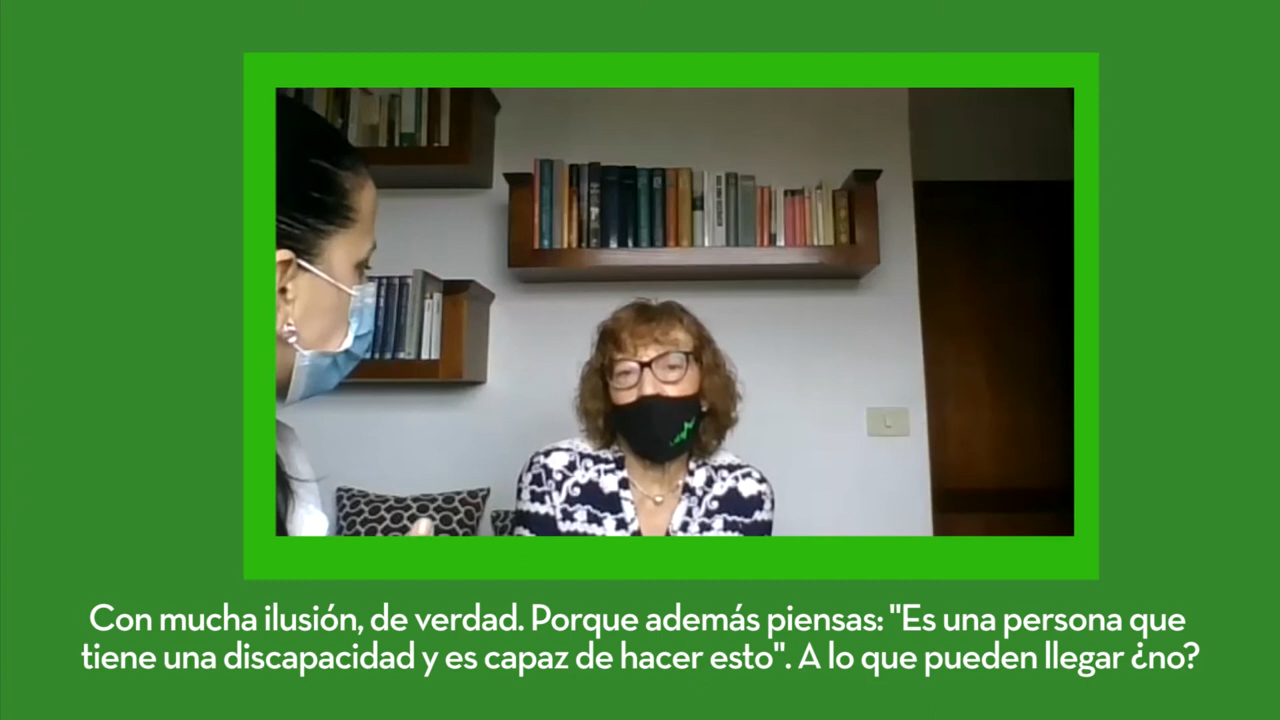 Con mucha ilusión, de verdad. Porque además piensas: "Es una persona que
tiene una discapacidad y es capaz de hacer esto". A lo que pueden llegar ¿no?